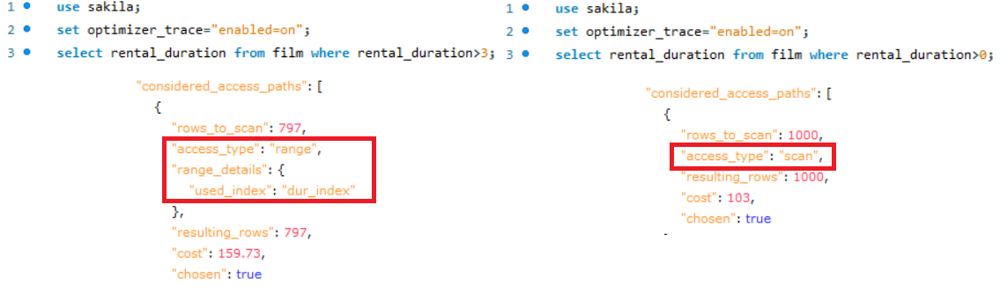 1 use sakila;
2 set optimizer_trace="enabled=on";
3 select rental_duration from film where rental_duration>3;
"considered_access_paths": [
{
"rows_to_scan": 797,
"access_type": "range",
"range_details": {
"used_index": "dur_index"
},
"resulting_rows": 797,
"cost": 159.73,
"chosen": true
1 use sakila;
2 set optimizer_trace="enabled=on";
3 select rental_duration from film where rental_duration>0;
"considered_access_paths": [
{
"rows_to_scan": 1000,
"access_type": "scan",
"resulting_rows": 1000,
"cost": 103,
"chosen": true